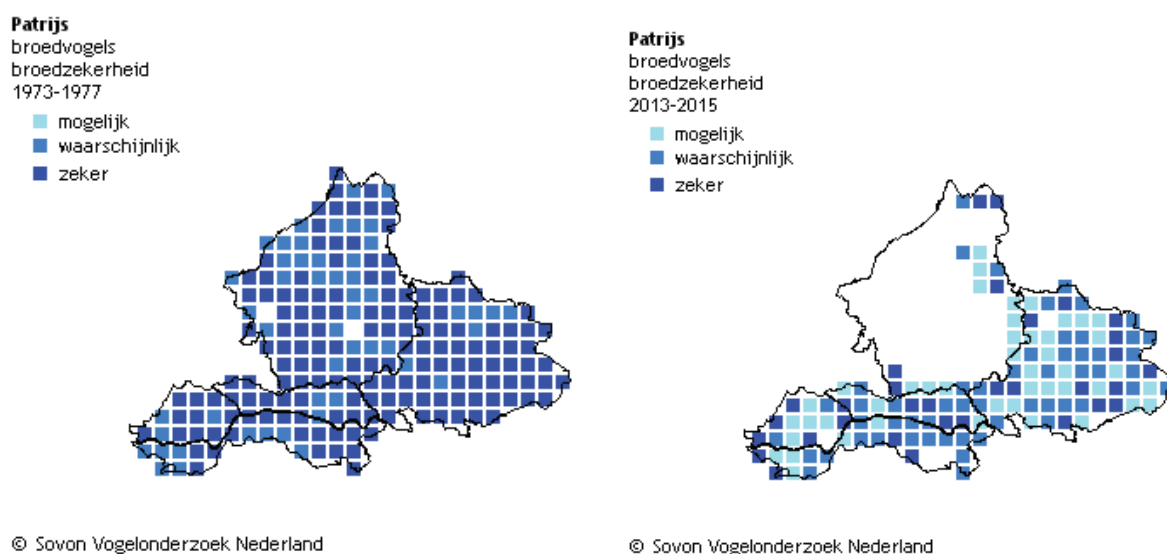 Patrijs
broedvogels
broedzekerheid
1973-1977
mogelijk
waarschijnlijk
zeker
© Sovon Vogelonderzoek Nederland
Patrijs
broedvogels
broedzekerheid
2013-2015
mogelijk
waarschijnlijk
zeker
© Sovon Vogelonderzoek Nederland